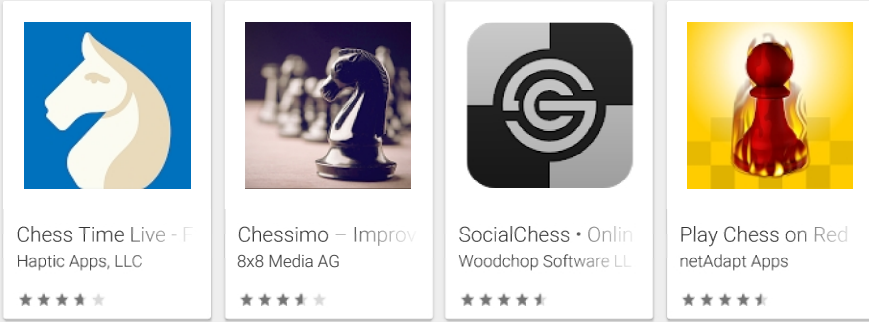 Chess Time Live - F
Haptic Apps, LLC
Chessimo – Improv
8x8 Media AG
SocialChess • Onlin
Woodchop Software LL
Play Chess on Red
netAdapt Apps